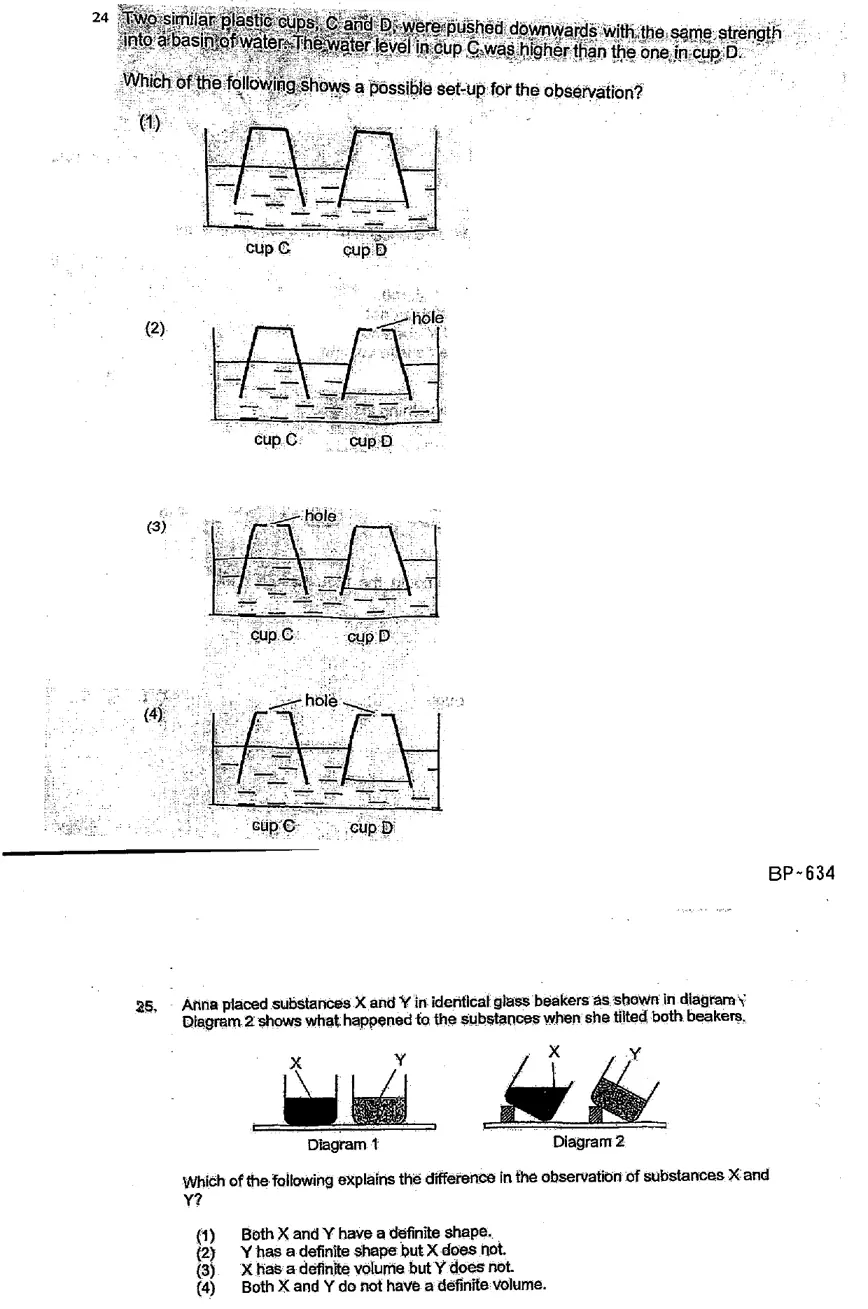 24 Two similar plastic cups, C and D, were pushed downwards with the same strength
into a basin of water. The water level in cup C was higher than the one in cup D.
Which of the following shows a possible set-up for the observation?
(1)
cup C cup D
(2) hole
cup C cup D
(3) hole
cup C cup D
(4) hole
cup C cup D
BP-634
25. Anna placed substances X and Y in identical glass beakers as shown in diagram
Diagram 2 shows what happened to the substances when she tilted both beakers.
X Y X Y
Diagram 1 Diagram 2
Which of the following explains the difference in the observation of substances X and
Y?
(1) Both X and Y have a definite shape.
(2) Y has a definite shape but X does not.
(3) X has a definite volume but Y does not.
(4) Both X and Y do not have a definite volume.